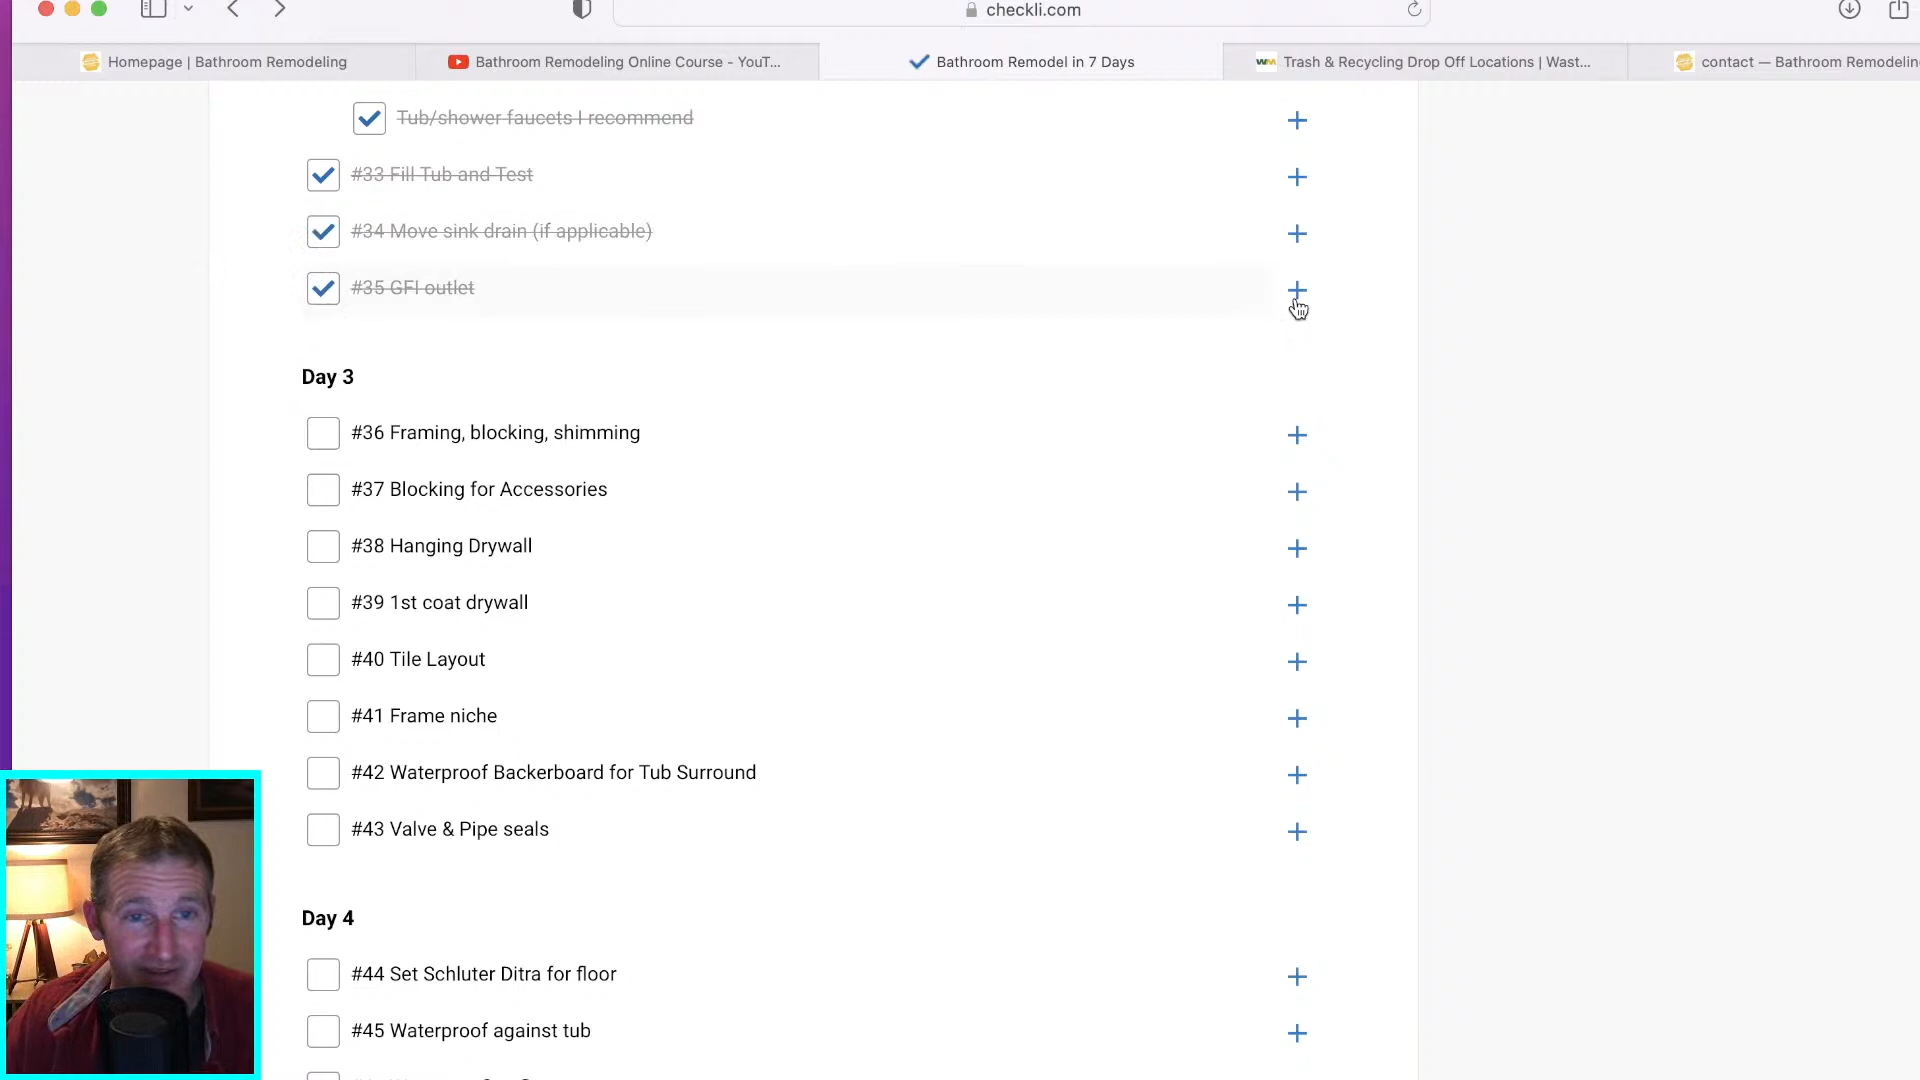 checkli.com
Homepage | Bathroom Remodeling
Bathroom Remodeling Online Course - YouT...
Bathroom Remodel in 7 Days
Trash & Recycling Drop Off Locations | Wast...
contact — Bathroom Remodeling
Tub/shower faucets I recommend
#33 Fill Tub and Test
#34 Move sink drain (if applicable)
#35 GFI outlet
Day 3
#36 Framing, blocking, shimming
#37 Blocking for Accessories
#38 Hanging Drywall
#39 1st coat drywall
#40 Tile Layout
#41 Frame niche
#42 Waterproof Backerboard for Tub Surround
#43 Valve & Pipe seals
Day 4
#44 Set Schluter Ditra for floor
#45 Waterproof against tub